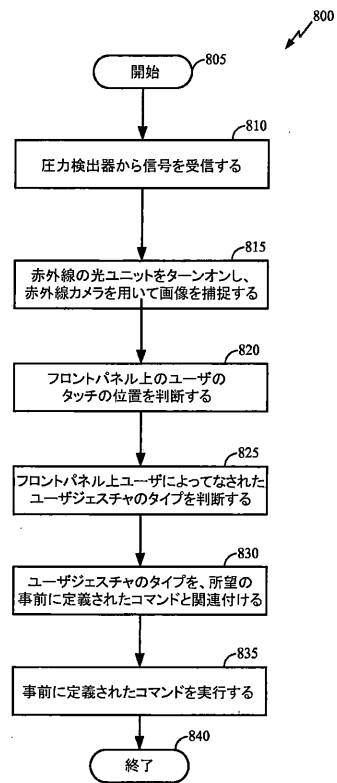 800
開始
805
810
圧力検出器から信号を受信する
815
赤外線の光ユニットをターンオンし、
赤外線カメラを用いて画像を捕捉する
820
フロントパネル上のユーザの
タッチの位置を判断する
825
フロントパネル上ユーザによってなされた
ユーザジェスチャのタイプを判断する
830
ユーザジェスチャのタイプを、所望の
事前に定義されたコマンドと関連付ける
835
事前に定義されたコマンドを実行する
840
終了